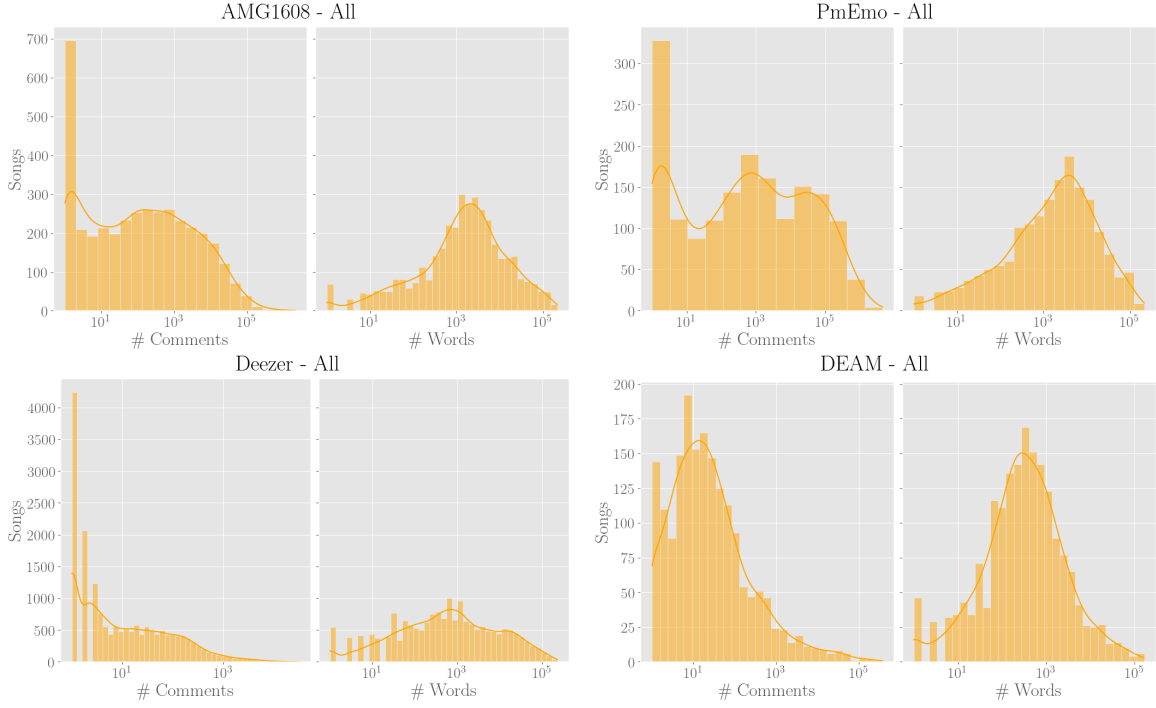 AMG1608 - All
700
600
500
400
300
200
100
0
Songs
10^1 10^3 10^5
# Comments
10^1 10^3 10^5
# Words
PmEmo - All
300
250
200
150
100
50
0
Songs
10^1 10^3 10^5
# Comments
10^1 10^3 10^5
# Words
Deezer - All
4000
3500
3000
2500
2000
1500
1000
500
0
Songs
10^1 10^3
# Comments
10^1 10^3 10^5
# Words
DEAM - All
200
175
150
125
100
75
50
25
0
Songs
10^1 10^3 10^5
# Comments
10^1 10^3 10^5
# Words